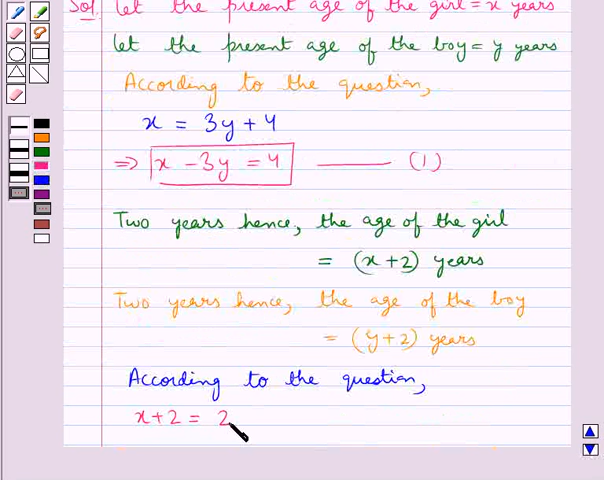 Sol. Let the present age of the girl = x years
Let the present age of the boy = y years
According to the question,
x = 3y + 4
⇒ x - 3y = 4 ——— (1)
Two years hence, the age of the girl
= (x + 2) years
Two years hence, the age of the boy
= (y + 2) years
According to the question,
x + 2 = 2